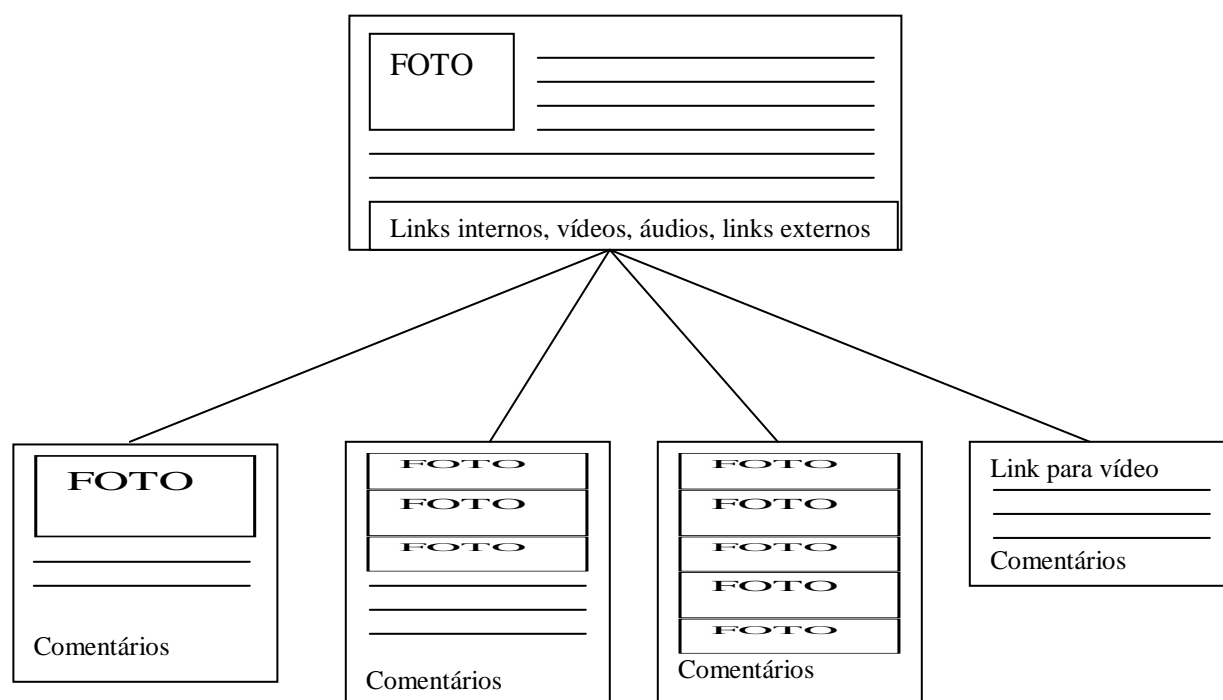 FOTO
Links internos, vídeos, áudios, links externos
FOTO
Comentários
FOTO
FOTO
FOTO
Comentários
FOTO
FOTO
FOTO
FOTO
FOTO
Comentários
Link para vídeo
Comentários